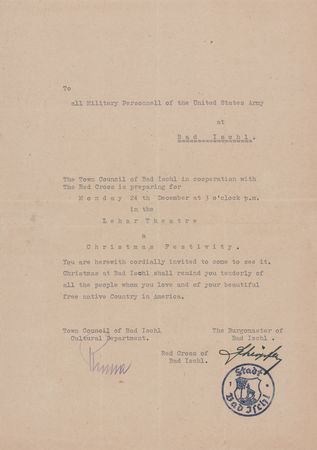 To
all Military Personnell of the United States Army
at
Bad Ischl.
The Town Council of Bad Ischl in cooperation with
The Red Cross is preparing for
Monday 24 th December at 3 o'clock p.m.
in the
Lehar Theatre
a
Christmas Festivity.
You are herewith cordially invited to come to see it.
Christmas at Bad Ischl shall remind you tenderly of
all the people whom you love and of your beautiful
free native Country in America.
Town Council of Bad Ischl
Cultural Department.
The Burgomaster of
Bad Ischl.
Red Cross of
Bad Ischl.
Stadt
1
Bad Ischl